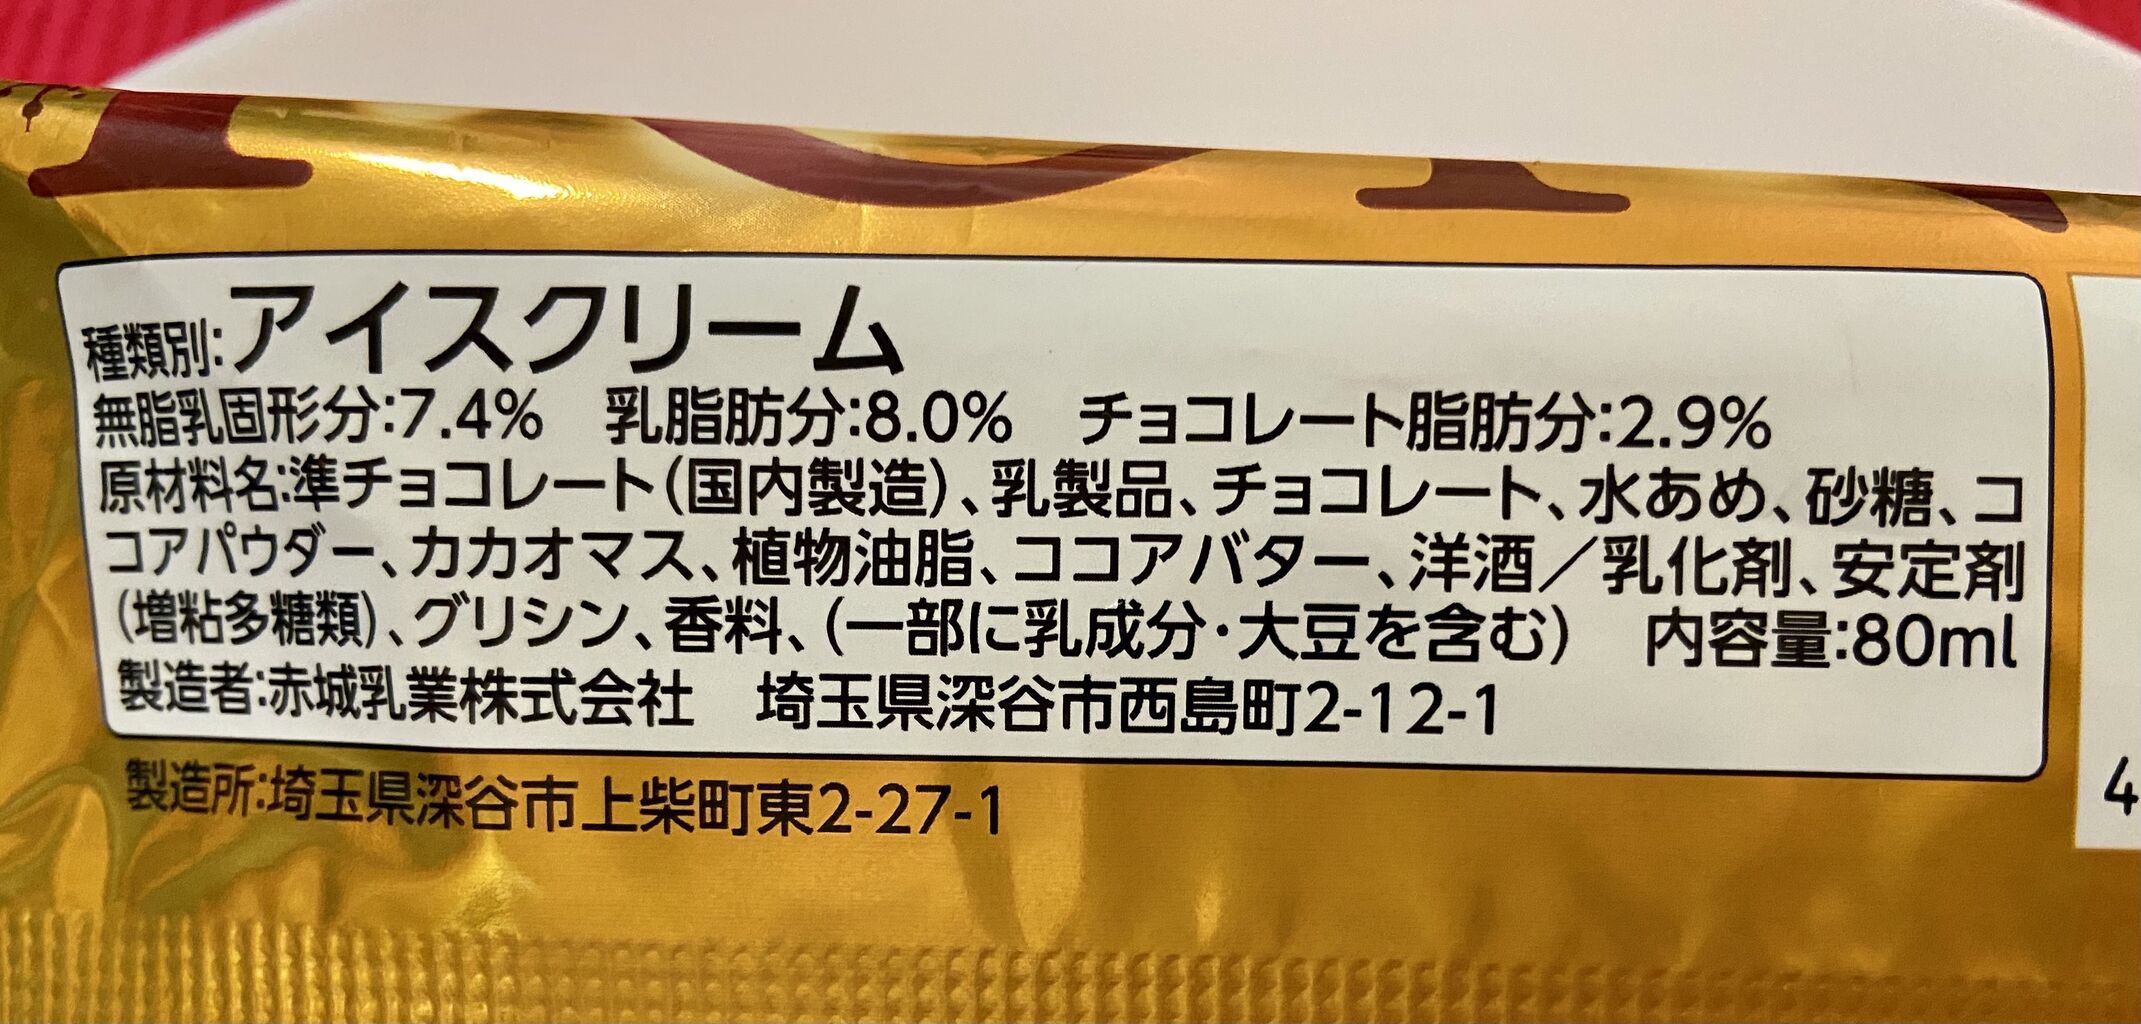 種類別:アイスクリーム
無脂乳固形分:7.4%　乳脂肪分:8.0%　チョコレート脂肪分:2.9%
原材料名:準チョコレート(国内製造)、乳製品、チョコレート、水あめ、砂糖、コ
コアパウダー、カカオマス、植物油脂、ココアバター、洋酒／乳化剤、安定剤
(増粘多糖類)、グリシン、香料、(一部に乳成分・大豆を含む)　内容量:80ml
製造者:赤城乳業株式会社　埼玉県深谷市西島町2-12-1
製造所:埼玉県深谷市上柴町東2-27-1
4